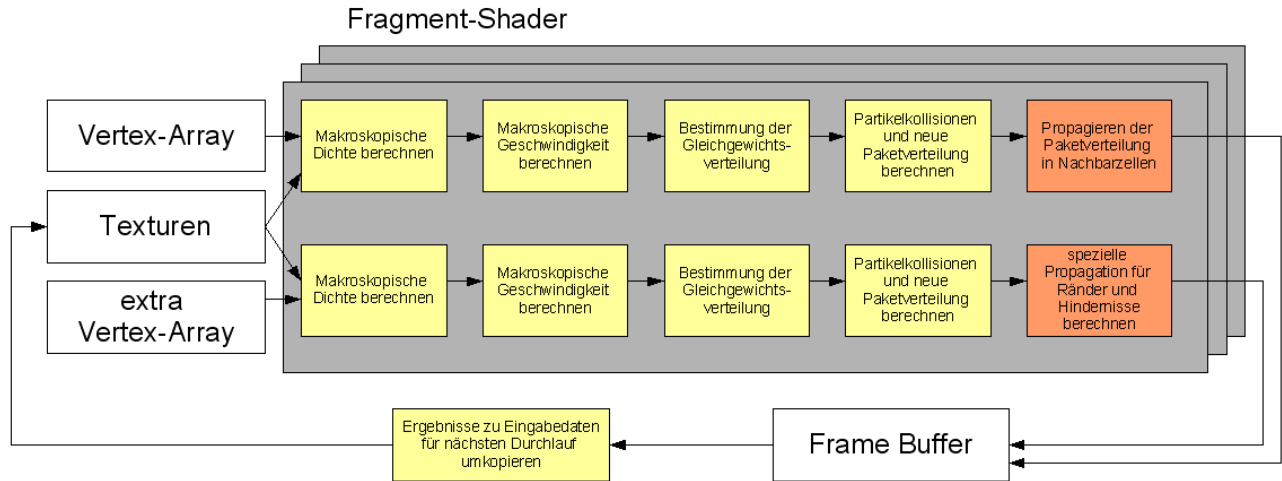 Fragment-Shader
Vertex-Array
Makroskopische
Dichte berechnen
Makroskopische
Geschwindigkeit
berechnen
Bestimmung der
Gleichgewichts-
verteilung
Partikelkollisionen
und neue
Paketverteilung
berechnen
Propagieren der
Paketverteilung
in Nachbarzellen
Texturen
extra
Vertex-Array
Makroskopische
Dichte berechnen
Makroskopische
Geschwindigkeit
berechnen
Bestimmung der
Gleichgewichts-
verteilung
Partikelkollisionen
und neue
Paketverteilung
berechnen
spezielle
Propagation für
Ränder und
Hindernisse
berechnen
Ergebnisse zu Eingabedaten
für nächsten Durchlauf
umkopieren
Frame Buffer